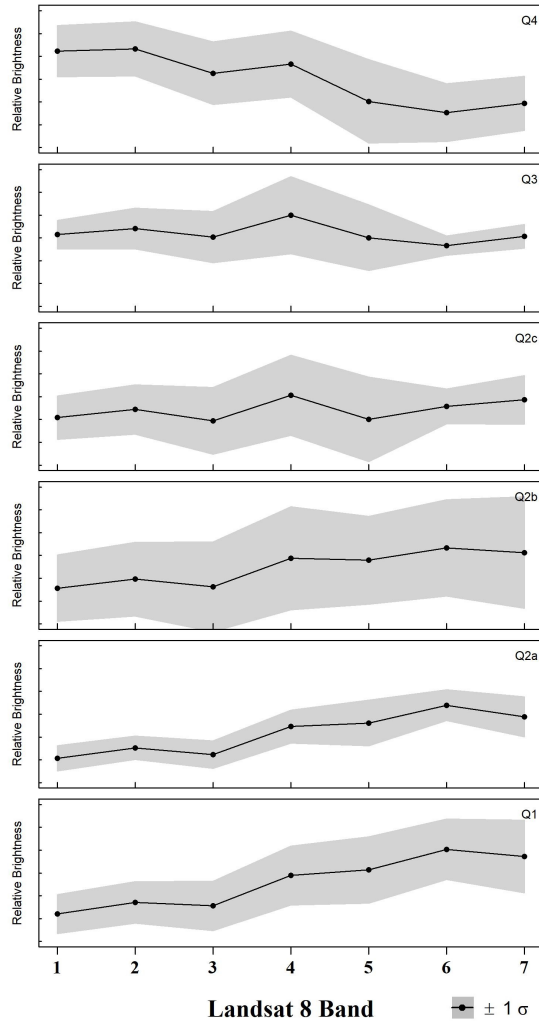 Q4
Relative Brightness
Q3
Relative Brightness
Q2c
Relative Brightness
Q2b
Relative Brightness
Q2a
Relative Brightness
Q1
Relative Brightness
1 2 3 4 5 6 7
Landsat 8 Band
± 1 σ